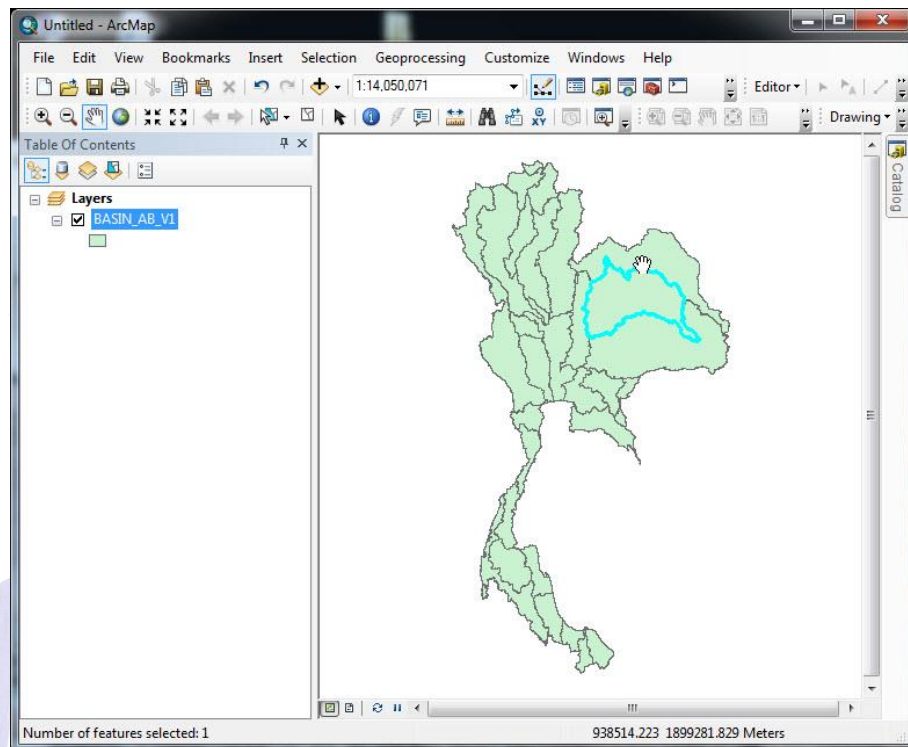 Untitled - ArcMap
File Edit View Bookmarks Insert Selection Geoprocessing Customize Windows Help
1:14,050,071 Editor
XY Drawing
Table Of Contents
Catalog
Layers
BASIN_AB_V1
Number of features selected: 1 938514.223 1899281.829 Meters